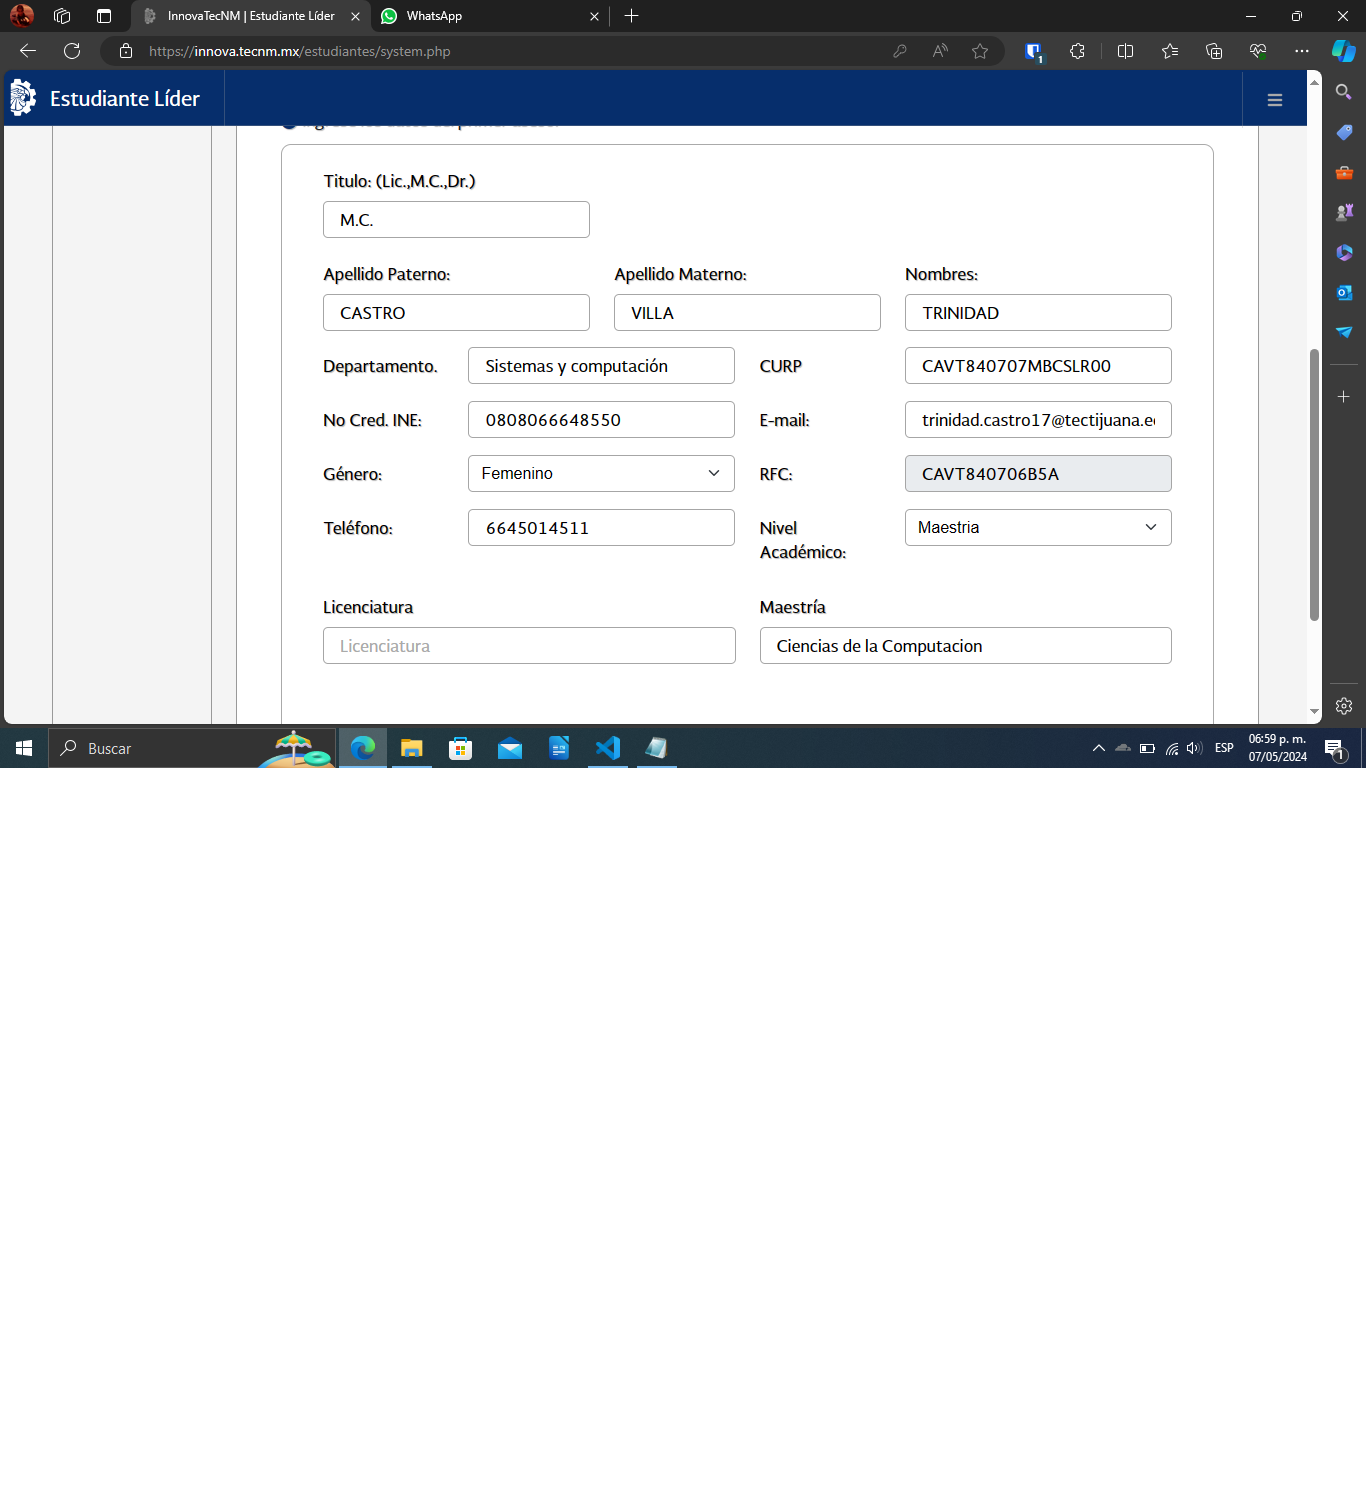 InnovaTecNM | Estudiante Líder
WhatsApp
https://innova.tecnm.mx/estudiantes/system.php
1
Estudiante Líder
Titulo: (Lic.,M.C.,Dr.)
M.C.
Apellido Paterno: Apellido Materno: Nombres:
CASTRO VILLA TRINIDAD
Departamento. Sistemas y computación CURP CAVT840707MBCSLR00
No Cred. INE: 0808066648550 E-mail: trinidad.castro17@tectijuana.e
Género: Femenino RFC: CAVT840706B5A
Teléfono: 6645014511 Nivel Académico: Maestria
Licenciatura Maestría
Licenciatura Ciencias de la Computacion
Buscar
ESP
06:59 p. m.
07/05/2024
1